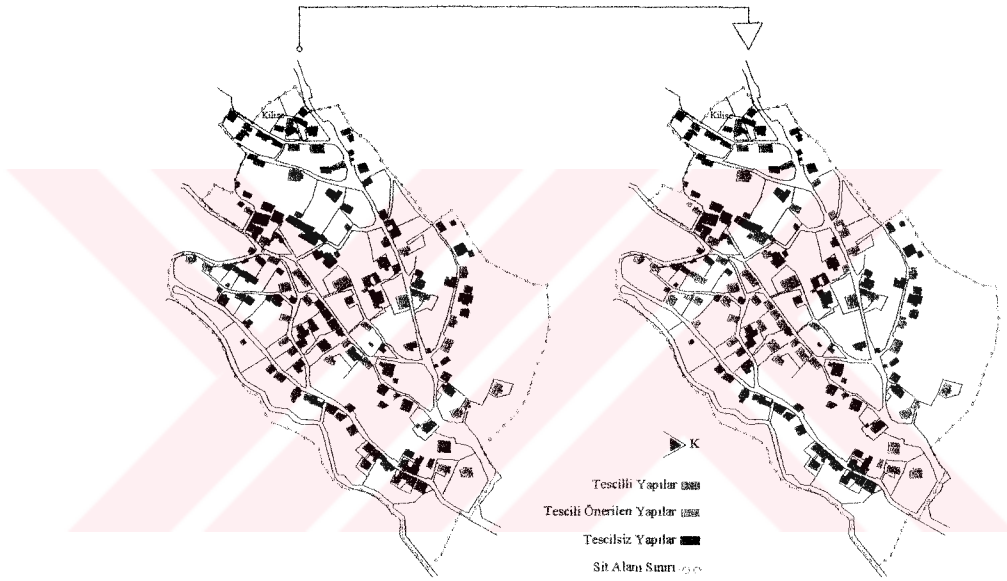 Kilise
Kilise
K
Tescilli Yapılar
Tescili Önerilen Yapılar
Tescilsiz Yapılar
Sit Alanı Sınırı